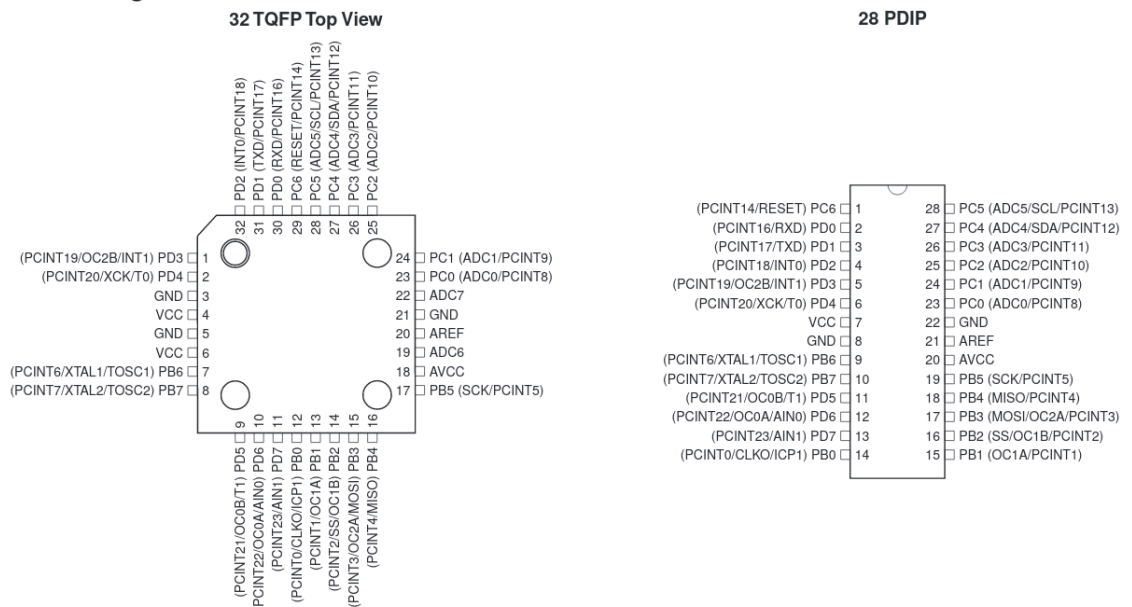 32 TQFP Top View
32 PD2 (INT0/PCINT18)
31 PD1 (TXD/PCINT17)
30 PD0 (RXD/PCINT16)
29 PC6 (RESET/PCINT14)
28 PC5 (ADC5/SCL/PCINT13)
27 PC4 (ADC4/SDA/PCINT12)
26 PC3 (ADC3/PCINT11)
25 PC2 (ADC2/PCINT10)
(PCINT19/OC2B/INT1) PD3 1
(PCINT20/XCK/T0) PD4 2
GND 3
VCC 4
GND 5
VCC 6
(PCINT6/XTAL1/TOSC1) PB6 7
(PCINT7/XTAL2/TOSC2) PB7 8
24 PC1 (ADC1/PCINT9)
23 PC0 (ADC0/PCINT8)
22 ADC7
21 GND
20 AREF
19 ADC6
18 AVCC
17 PB5 (SCK/PCINT5)
(PCINT21/OC0B/T1) PD5 9
PCINT22/OC0A/AIN0) PD6 10
(PCINT23/AIN1) PD7 11
(PCINT0/CLKO/ICP1) PB0 12
(PCINT1/OC1A) PB1 13
(PCINT2/SS/OC1B) PB2 14
(PCINT3/OC2A/MOSI) PB3 15
(PCINT4/MISO) PB4 16
28 PDIP
(PCINT14/RESET) PC6 1
(PCINT16/RXD) PD0 2
(PCINT17/TXD) PD1 3
(PCINT18/INT0) PD2 4
(PCINT19/OC2B/INT1) PD3 5
(PCINT20/XCK/T0) PD4 6
VCC 7
GND 8
(PCINT6/XTAL1/TOSC1) PB6 9
(PCINT7/XTAL2/TOSC2) PB7 10
(PCINT21/OC0B/T1) PD5 11
(PCINT22/OC0A/AIN0) PD6 12
(PCINT23/AIN1) PD7 13
(PCINT0/CLKO/ICP1) PB0 14
28 PC5 (ADC5/SCL/PCINT13)
27 PC4 (ADC4/SDA/PCINT12)
26 PC3 (ADC3/PCINT11)
25 PC2 (ADC2/PCINT10)
24 PC1 (ADC1/PCINT9)
23 PC0 (ADC0/PCINT8)
22 GND
21 AREF
20 AVCC
19 PB5 (SCK/PCINT5)
18 PB4 (MISO/PCINT4)
17 PB3 (MOSI/OC2A/PCINT3)
16 PB2 (SS/OC1B/PCINT2)
15 PB1 (OC1A/PCINT1)